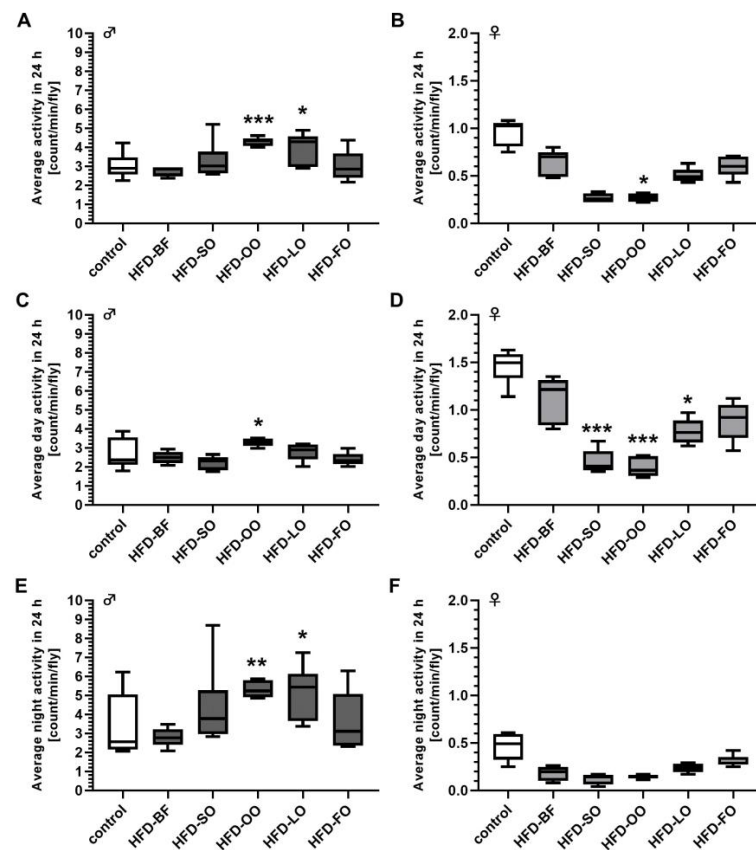 A
♂
Average activity in 24 h
[count/min/fly]
10
9
8
7
6
5
4
3
2
1
0
***
*
control
HFD-BF
HFD-SO
HFD-OO
HFD-LO
HFD-FO
B
♀
Average activity in 24 h
[count/min/fly]
2.0
1.5
1.0
0.5
0.0
*
control
HFD-BF
HFD-SO
HFD-OO
HFD-LO
HFD-FO
C
♂
Average day activity in 24 h
[count/min/fly]
10
9
8
7
6
5
4
3
2
1
0
*
control
HFD-BF
HFD-SO
HFD-OO
HFD-LO
HFD-FO
D
♀
Average day activity in 24 h
[count/min/fly]
2.0
1.5
1.0
0.5
0.0
***
***
*
control
HFD-BF
HFD-SO
HFD-OO
HFD-LO
HFD-FO
E
♂
Average night activity in 24 h
[count/min/fly]
10
9
8
7
6
5
4
3
2
1
0
**
*
control
HFD-BF
HFD-SO
HFD-OO
HFD-LO
HFD-FO
F
♀
Average night activity in 24 h
[count/min/fly]
2.0
1.5
1.0
0.5
0.0
control
HFD-BF
HFD-SO
HFD-OO
HFD-LO
HFD-FO